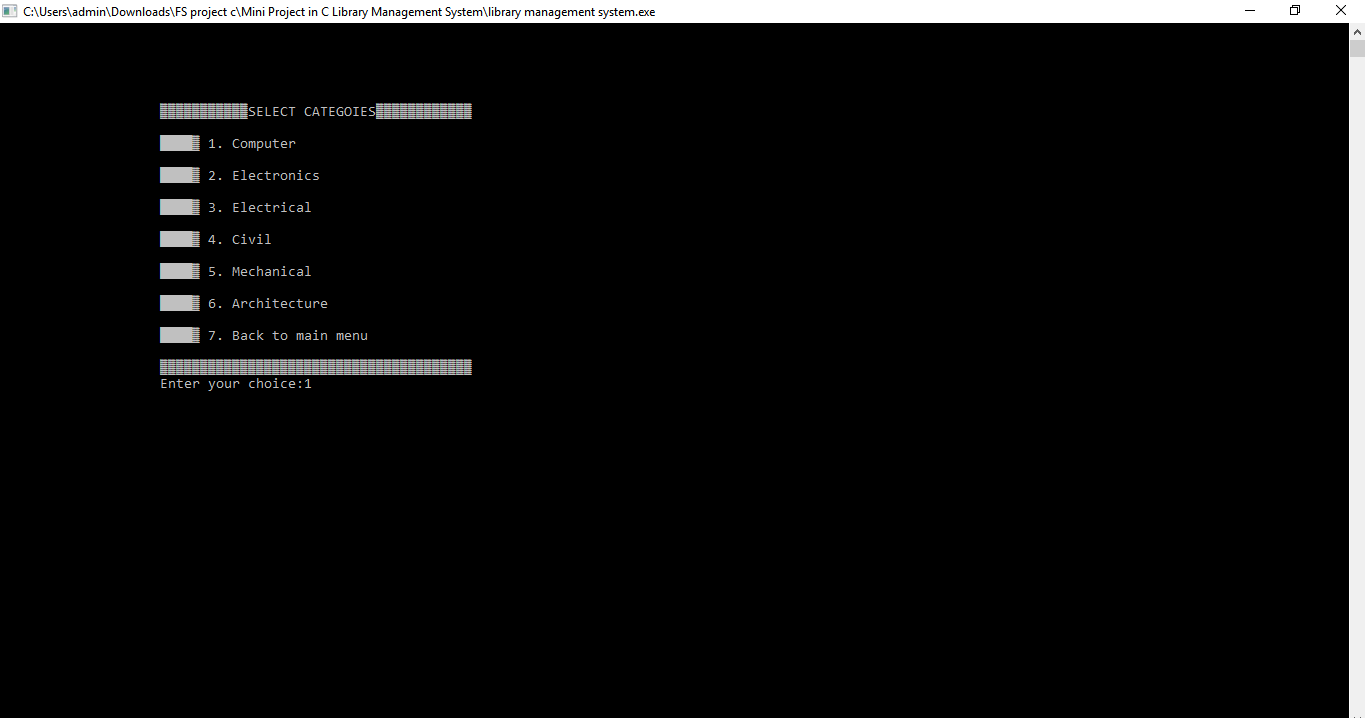 C:\Users\admin\Downloads\FS project c\Mini Project in C Library Management System\library management system.exe
SELECT CATEGOIES
1. Computer
2. Electronics
3. Electrical
4. Civil
5. Mechanical
6. Architecture
7. Back to main menu
Enter your choice:1